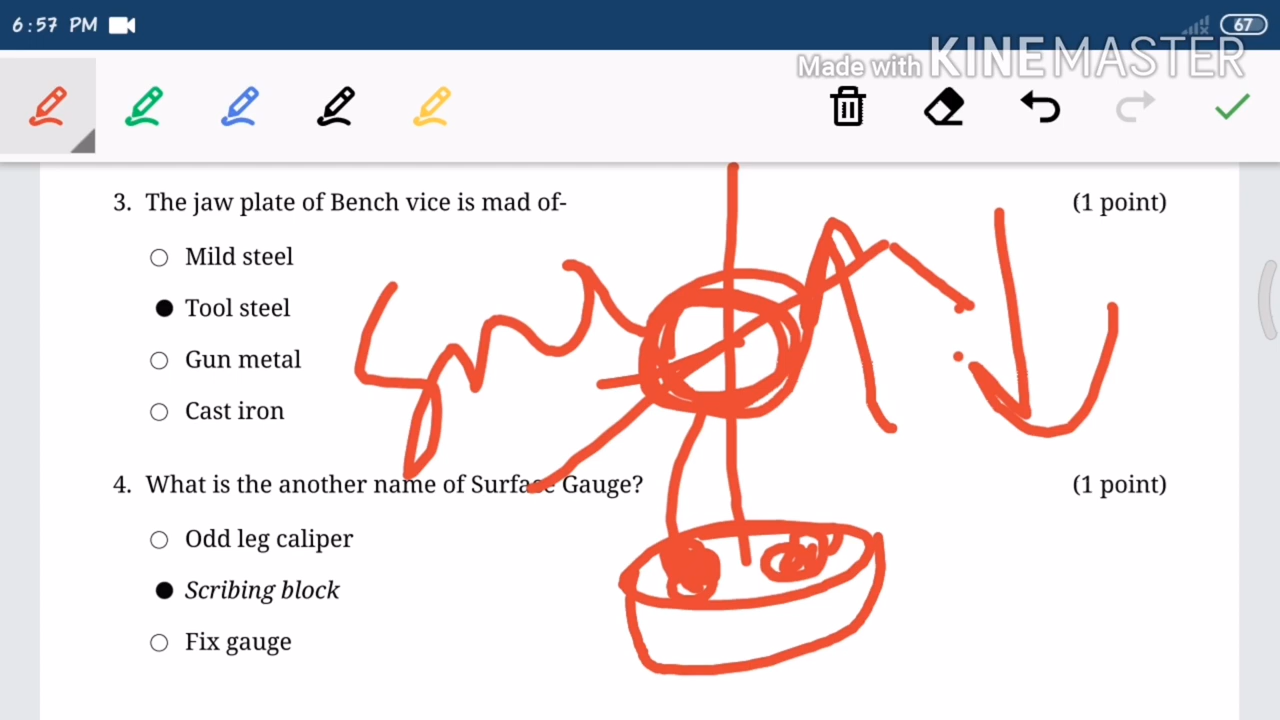 6:57 PM
67
Made with KINEMASTER
3. The jaw plate of Bench vice is mad of-
(1 point)
Mild steel
Tool steel
Gun metal
Cast iron
4. What is the another name of Surface Gauge?
(1 point)
Odd leg caliper
Scribing block
Fix gauge